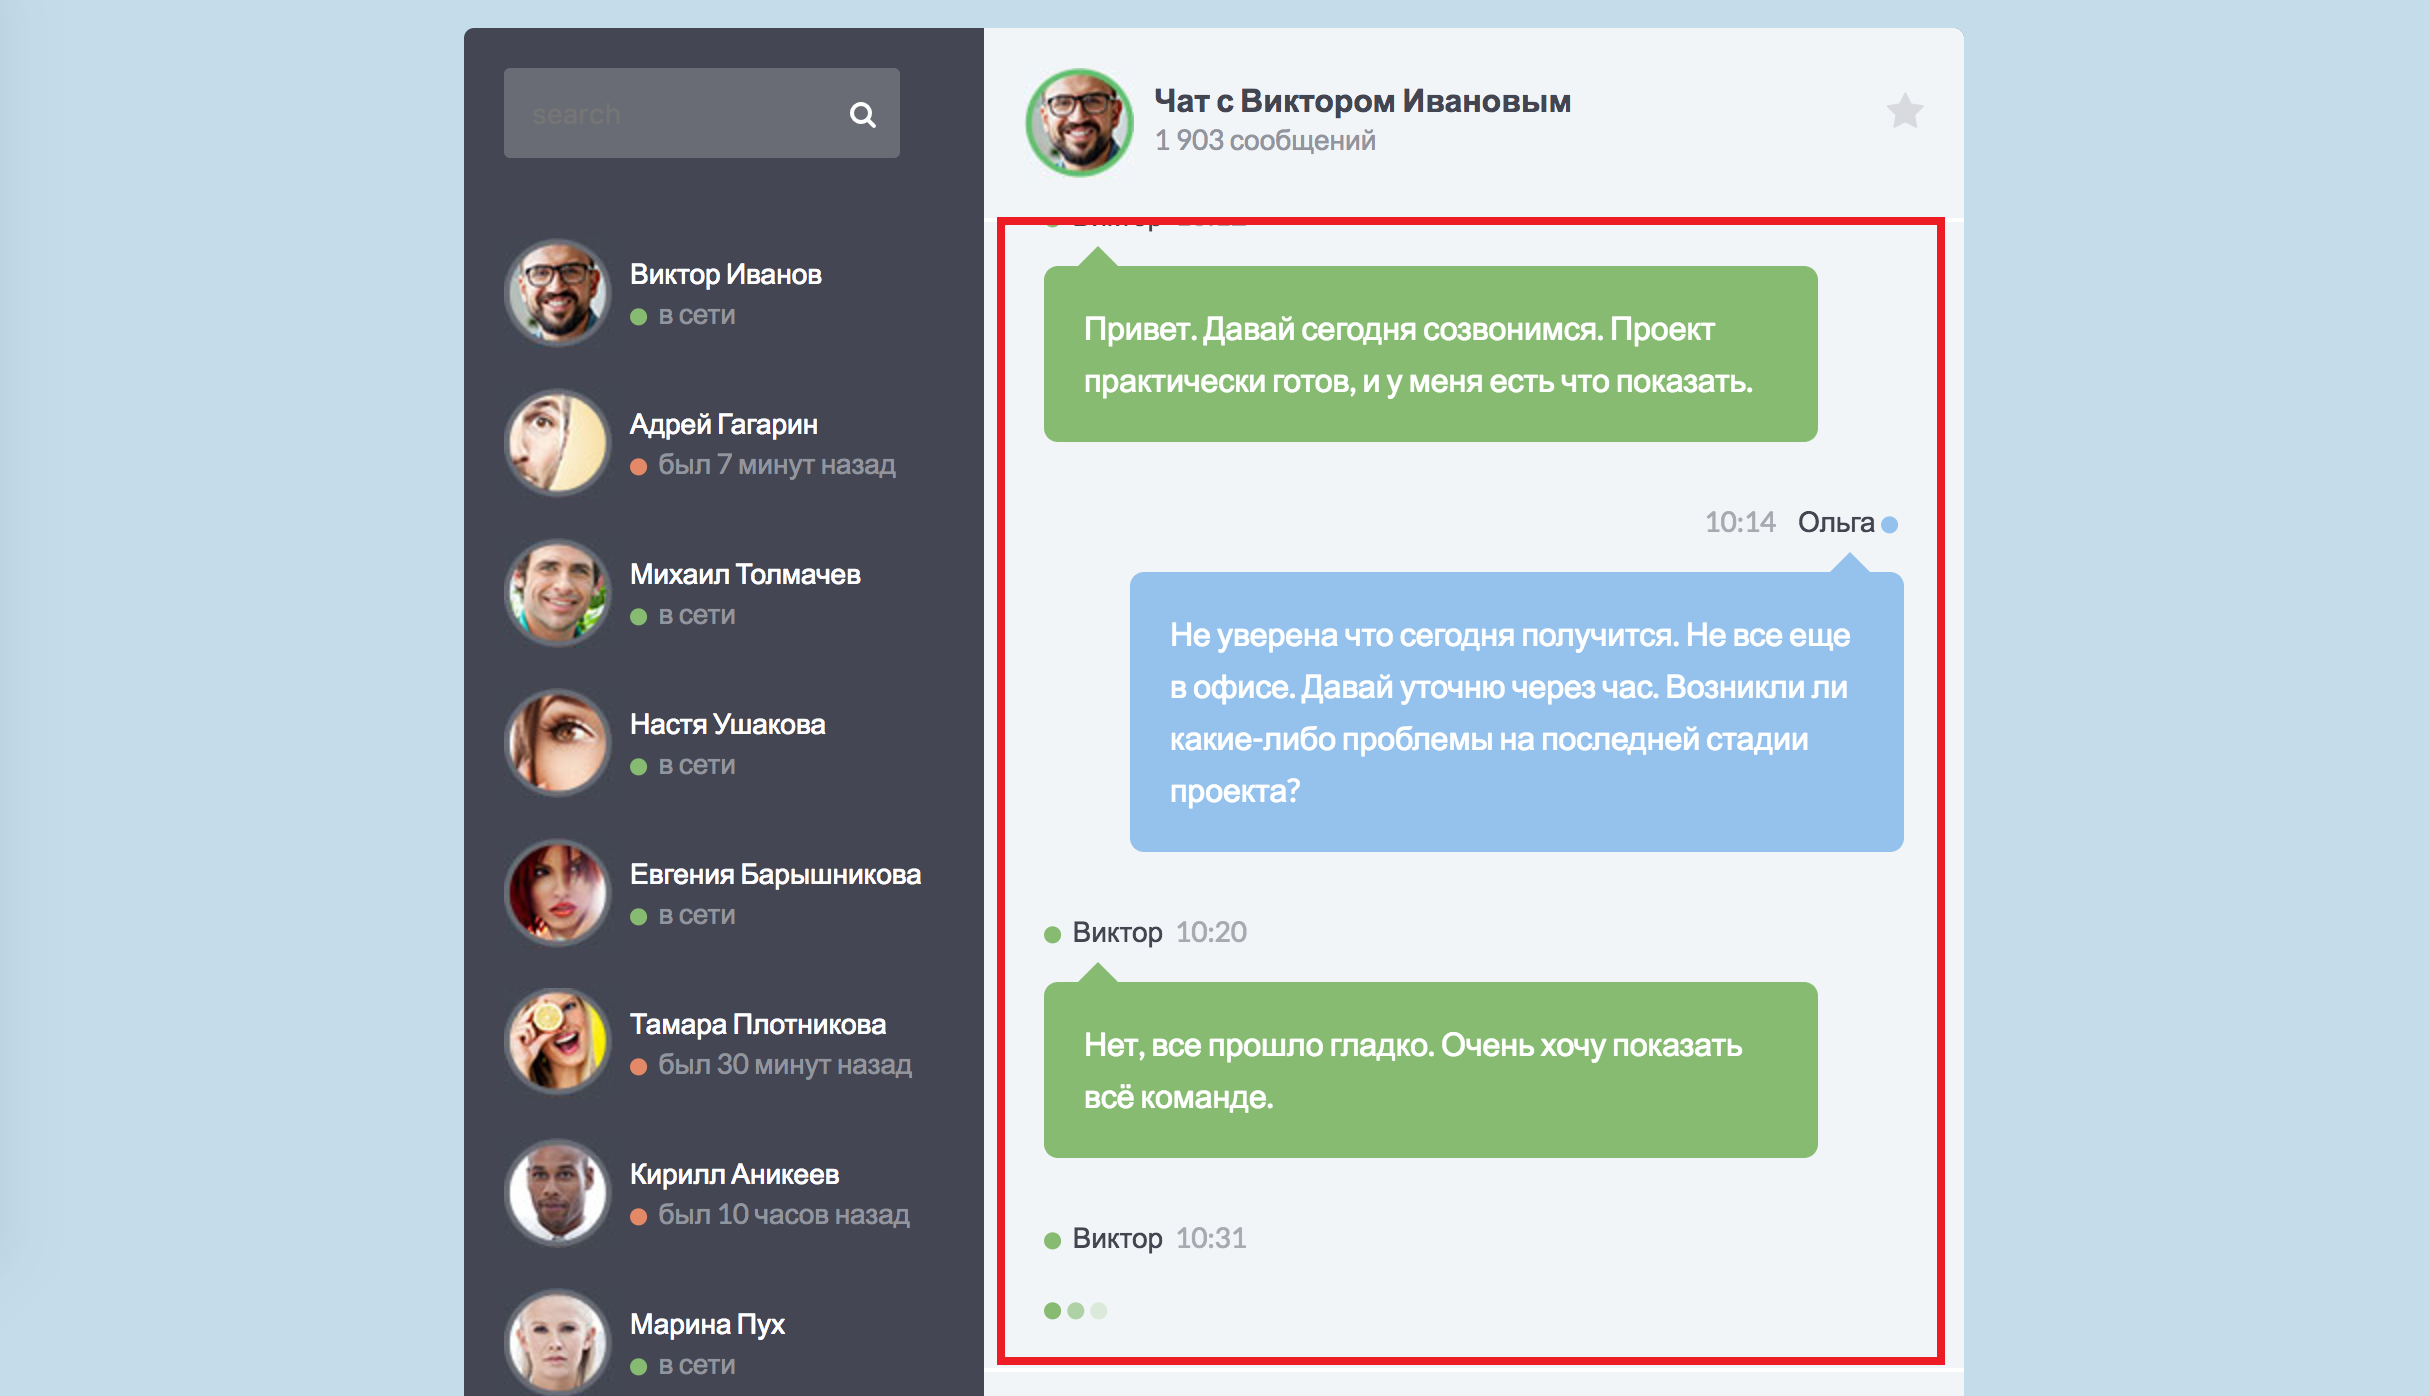 search
Виктор Иванов
в сети
Адрей Гагарин
был 7 минут назад
Михаил Толмачев
в сети
Настя Ушакова
в сети
Евгения Барышникова
в сети
Тамара Плотникова
был 30 минут назад
Кирилл Аникеев
был 10 часов назад
Марина Пух
в сети
Чат с Виктором Ивановым
1 903 сообщений
Привет. Давай сегодня созвонимся. Проект
практически готов, и у меня есть что показать.
10:14 Ольга
Не уверена что сегодня получится. Не все еще
в офисе. Давай уточню через час. Возникли ли
какие-либо проблемы на последней стадии
проекта?
Виктор 10:20
Нет, все прошло гладко. Очень хочу показать
всё команде.
Виктор 10:31